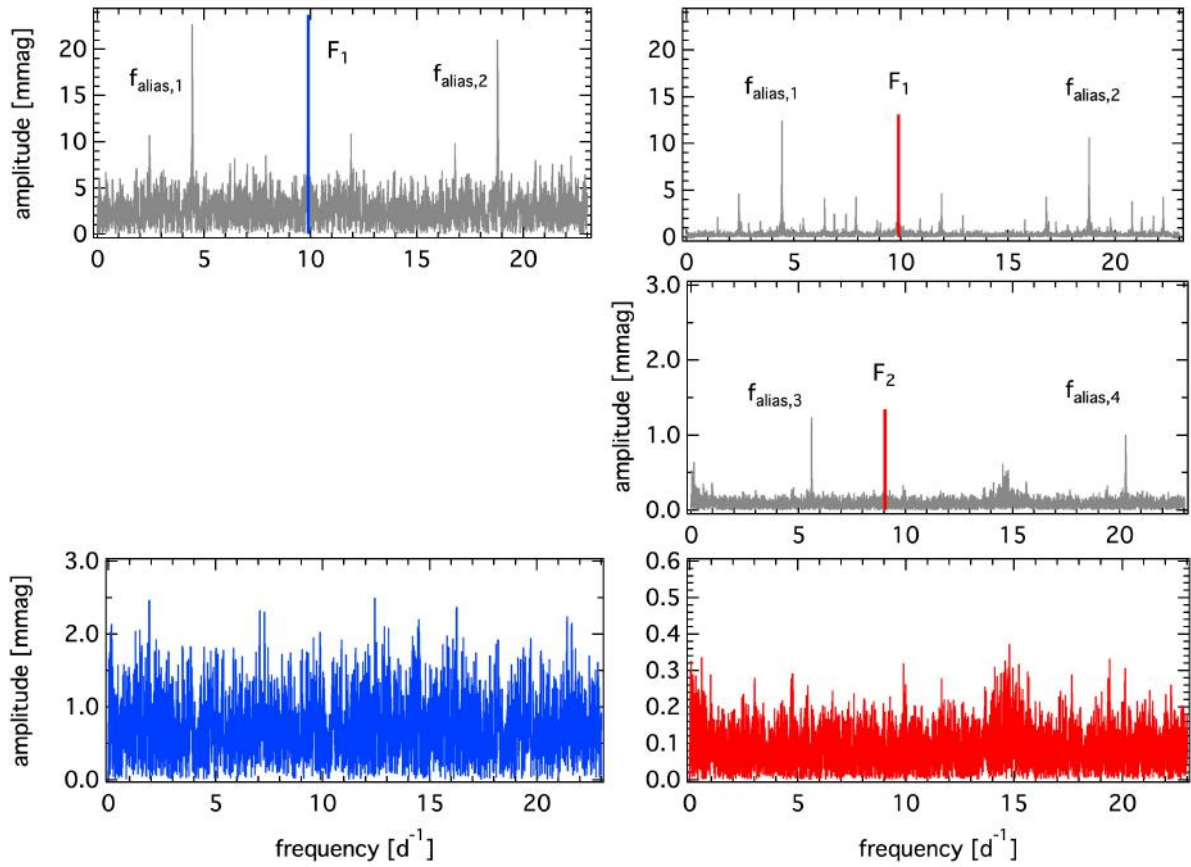 amplitude [mmag]
20
15
10
5
0
f_alias,1
F_1
f_alias,2
0 5 10 15 20
20
15
10
5
0
f_alias,1
F_1
f_alias,2
0 5 10 15 20
amplitude [mmag]
3.0
2.0
1.0
0.0
f_alias,3
F_2
f_alias,4
0 5 10 15 20
amplitude [mmag]
3.0
2.0
1.0
0.0
0 5 10 15 20
frequency [d^-1]
0.6
0.5
0.4
0.3
0.2
0.1
0.0
0 5 10 15 20
frequency [d^-1]